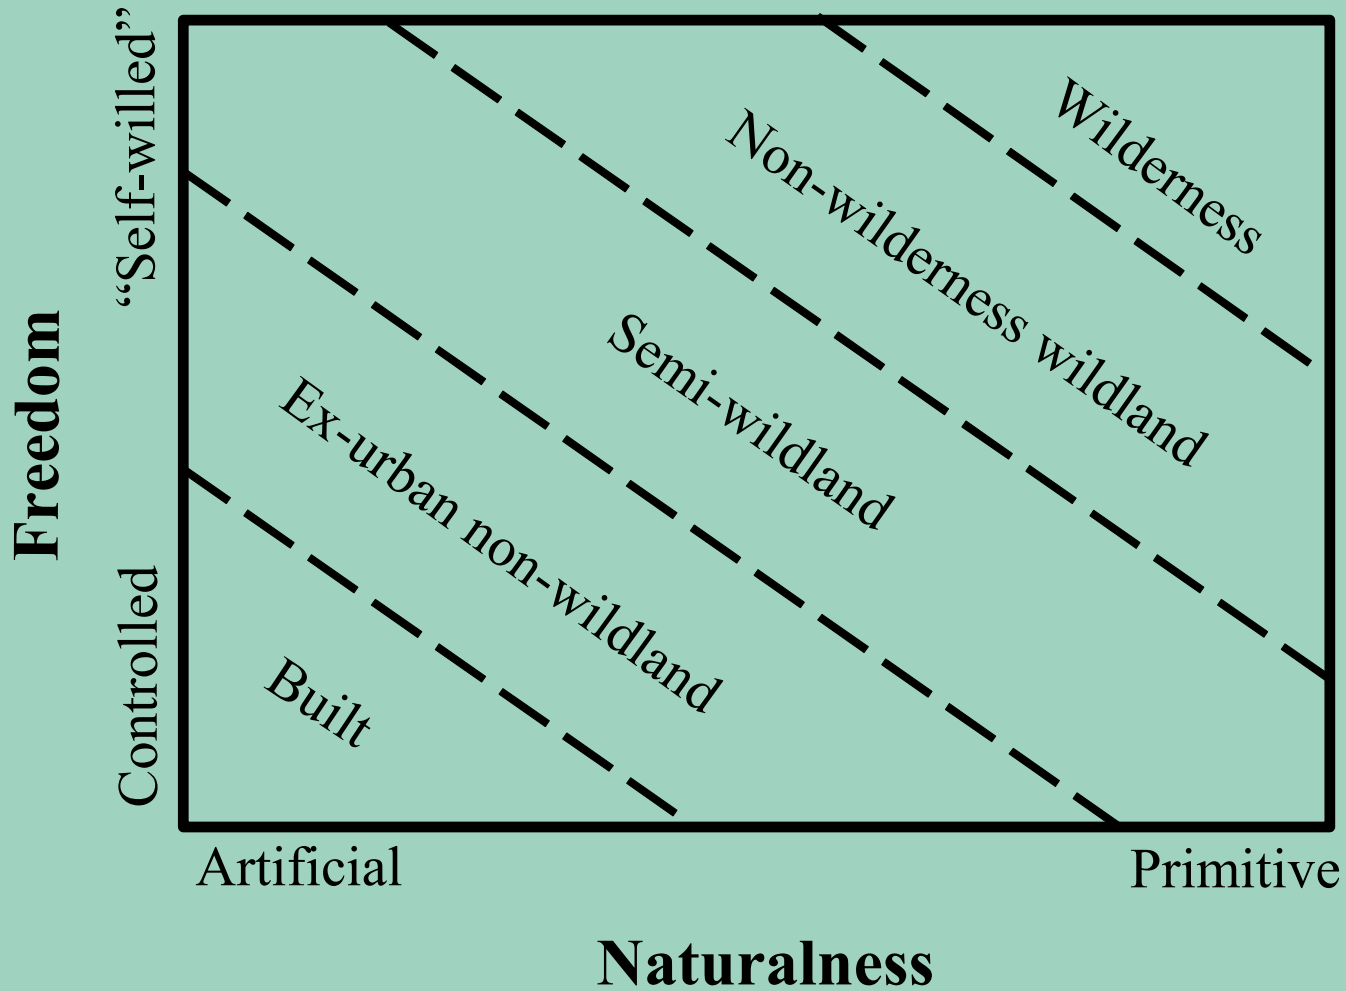 “Self-willed”
Freedom
Controlled
Wilderness
Non-wilderness wildland
Semi-wildland
Ex-urban non-wildland
Built
Artificial
Primitive
Naturalness